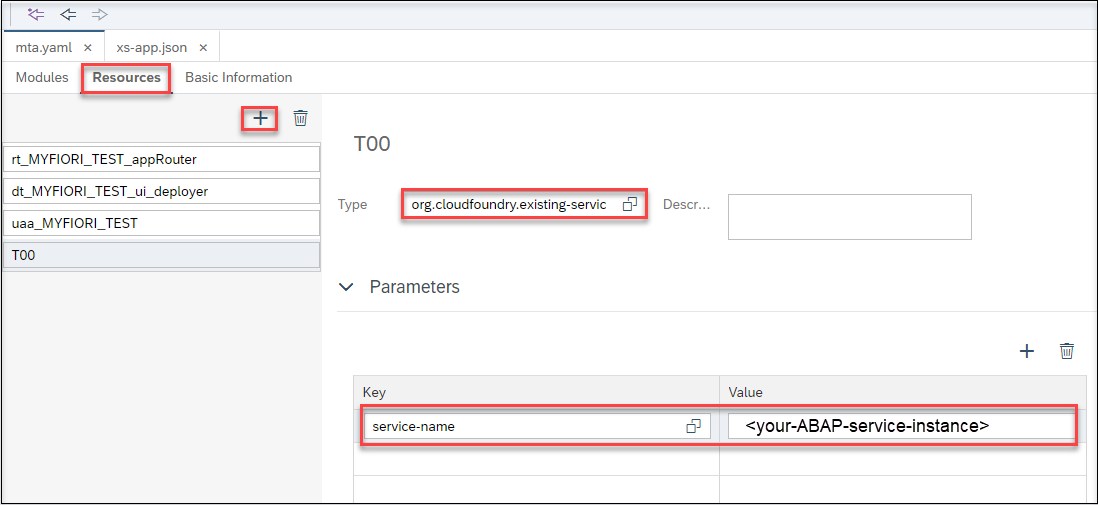 mta.yaml × xs-app.json ×
Modules Resources Basic Information
rt_MYFIORI_TEST_appRouter
dt_MYFIORI_TEST_ui_deployer
uaa_MYFIORI_TEST
T00
T00
Type org.cloudfoundry.existing-servic Descr...
Parameters
Key Value
service-name <your-ABAP-service-instance>